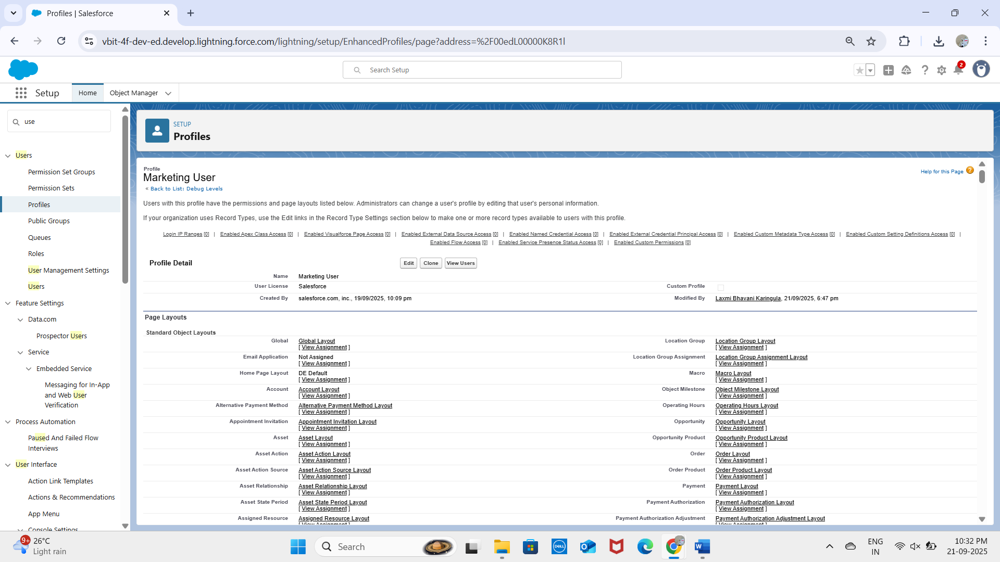 Profiles | Salesforce
vbit-4f-dev-ed.develop.lightning.force.com/lightning/setup/EnhancedProfiles/page?address=%2F00edL00000K8R1l
Search Setup
2
Setup
Home
Object Manager
use
Users
Permission Set Groups
Permission Sets
Profiles
Public Groups
Queues
Roles
User Management Settings
Users
Feature Settings
Data.com
Prospector Users
Service
Embedded Service
Messaging for In-App
and Web User
Verification
Process Automation
Paused And Failed Flow
Interviews
User Interface
Action Link Templates
Actions & Recommendations
App Menu
Console Settings
SETUP
Profiles
Profile
Marketing User
« Back to List: Debug Levels
Help for this Page ?
Users with this profile have the permissions and page layouts listed below. Administrators can change a user's profile by editing that user's personal information.
If your organization uses Record Types, use the Edit links in the Record Type Settings section below to make one or more record types available to users with this profile.
Login IP Ranges [0] | Enabled Apex Class Access [0] | Enabled Visualforce Page Access [0] | Enabled External Data Source Access [0] | Enabled Named Credential Access [0] | Enabled External Credential Principal Access [0] | Enabled Custom Metadata Type Access [0] | Enabled Custom Setting Definitions Access [0] |
Enabled Flow Access [0] | Enabled Service Presence Status Access [0] | Enabled Custom Permissions [0]
Profile Detail Edit Clone View Users
Name Marketing User
User License Salesforce Custom Profile
Created By salesforce.com, inc., 19/09/2025, 10:09 pm Modified By Laxmi Bhavani Karingula, 21/09/2025, 6:47 pm
Page Layouts
Standard Object Layouts
Global Global Layout Location Group Location Group Layout
[ View Assignment ] [ View Assignment ]
Email Application Not Assigned Location Group Assignment Location Group Assignment Layout
[ View Assignment ] [ View Assignment ]
Home Page Layout DE Default Macro Macro Layout
[ View Assignment ] [ View Assignment ]
Account Account Layout Object Milestone Object Milestone Layout
[ View Assignment ] [ View Assignment ]
Alternative Payment Method Alternative Payment Method Layout Operating Hours Operating Hours Layout
[ View Assignment ] [ View Assignment ]
Appointment Invitation Appointment Invitation Layout Opportunity Opportunity Layout
[ View Assignment ] [ View Assignment ]
Asset Asset Layout Opportunity Product Opportunity Product Layout
[ View Assignment ] [ View Assignment ]
Asset Action Asset Action Layout Order Order Layout
[ View Assignment ] [ View Assignment ]
Asset Action Source Asset Action Source Layout Order Product Order Product Layout
[ View Assignment ] [ View Assignment ]
Asset Relationship Asset Relationship Layout Payment Payment Layout
[ View Assignment ] [ View Assignment ]
Asset State Period Asset State Period Layout Payment Authorization Payment Authorization Layout
[ View Assignment ] [ View Assignment ]
Assigned Resource Assigned Resource Layout Payment Authorization Adjustment Payment Authorization Adjustment Layout
[ View Assignment ] [ View Assignment ]
9+
26°C
Light rain
Search
DELL
ENG
IN
10:32 PM
21-09-2025